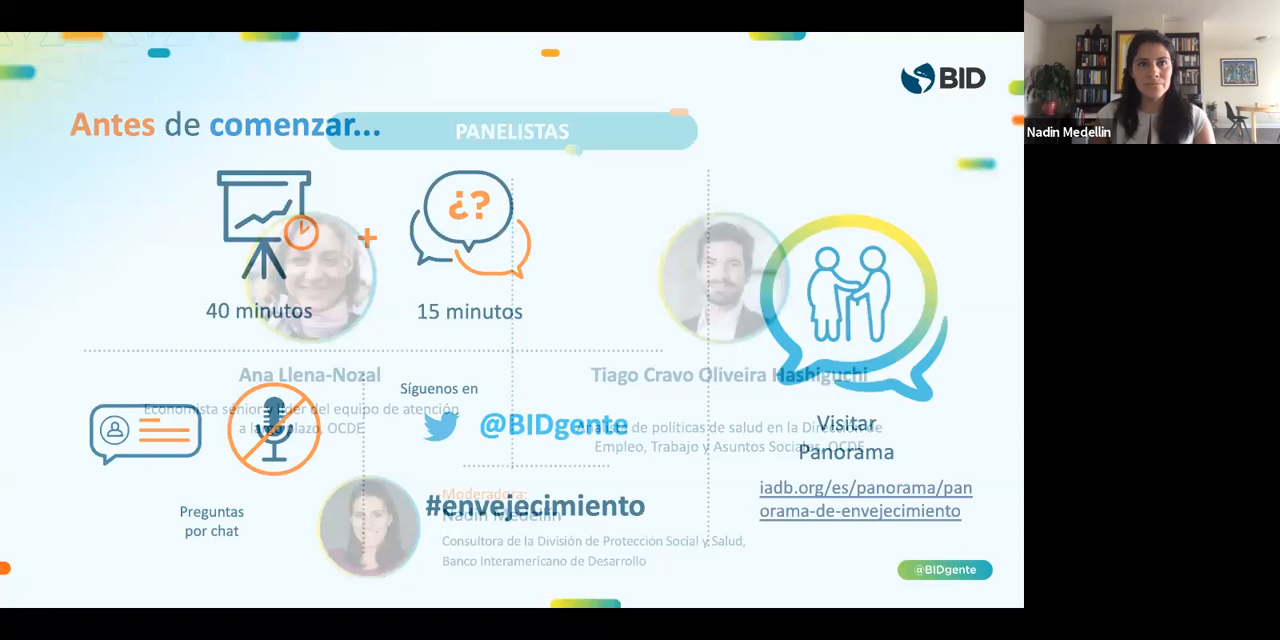 BID
Antes de comenzar...
PANELISTAS
¿?
40 minutos
15 minutos
Ana Llena-Nozal
Economista sénior y líder del equipo de atención
a largo plazo, OCDE
Tiago Cravo Oliveira Hashiguchi
Analista de políticas de salud en la Dirección de
Empleo, Trabajo y Asuntos Sociales, OCDE
Síguenos en
@BIDgente
#envejecimiento
Preguntas
por chat
Moderadora:
Nadin Medellín
Consultora de la División de Protección Social y Salud,
Banco Interamericano de Desarrollo
Visitar
Panorama
iadb.org/es/panorama/pan
orama-de-envejecimiento
@BIDgente
Nadin Medellin